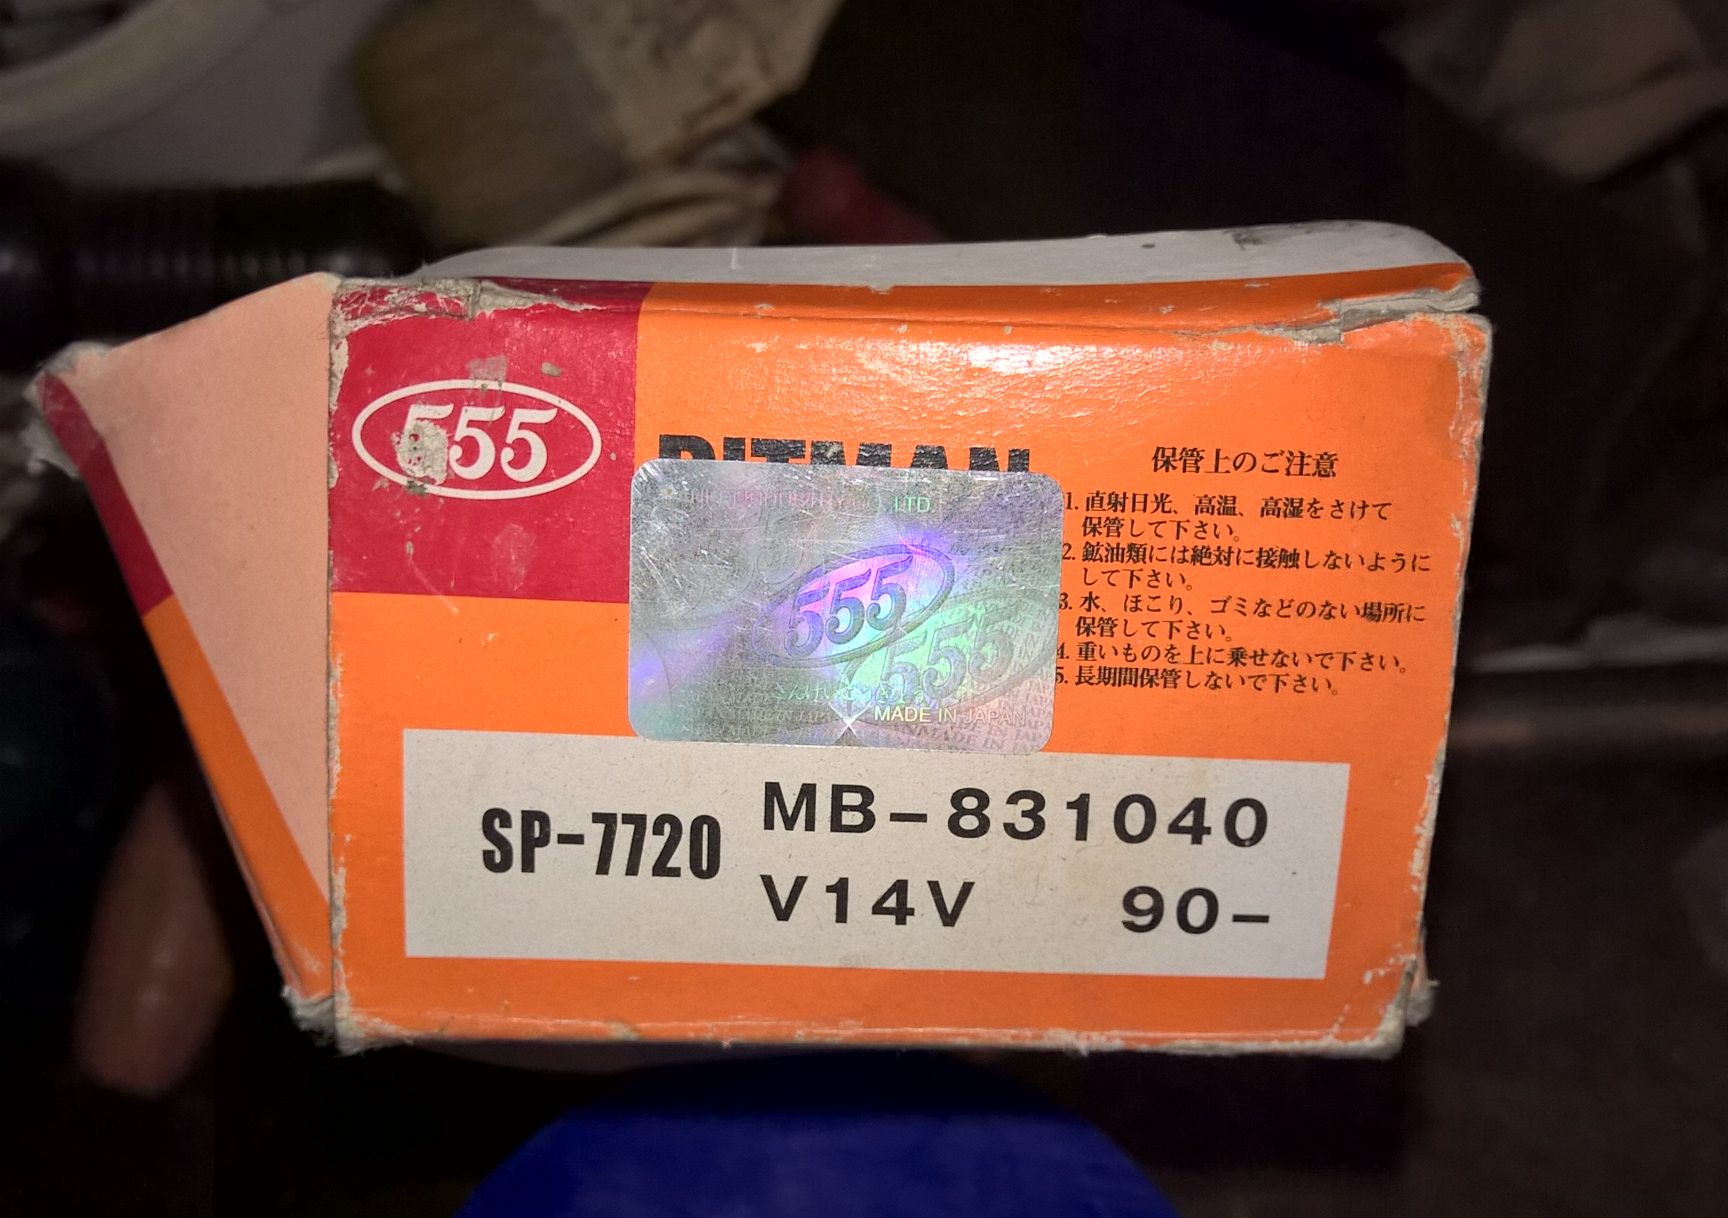 555
PITMAN
保管上のご注意
1. 直射日光、高温、高湿をさけて
保管して下さい。
2. 鉱油類には絶対に接触しないように
して下さい。
3. 水、ほこり、ゴミなどのない場所に
保管して下さい。
4. 重いものを上に乗せないで下さい。
5. 長期間保管しないで下さい。
LTD
555
555
MADE IN JAPAN
SP-7720
MB-831040
V14V 90-